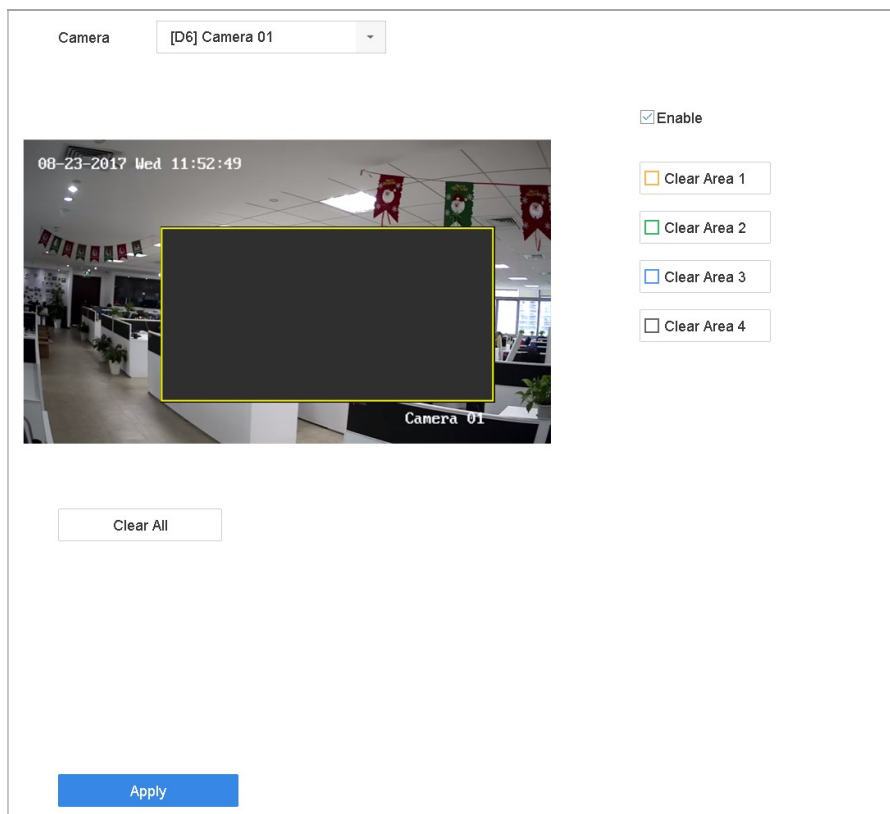 Camera
[D6] Camera 01
Enable
08-23-2017 Wed 11:52:49
Clear Area 1
Clear Area 2
Clear Area 3
Clear Area 4
Camera 01
Clear All
Apply